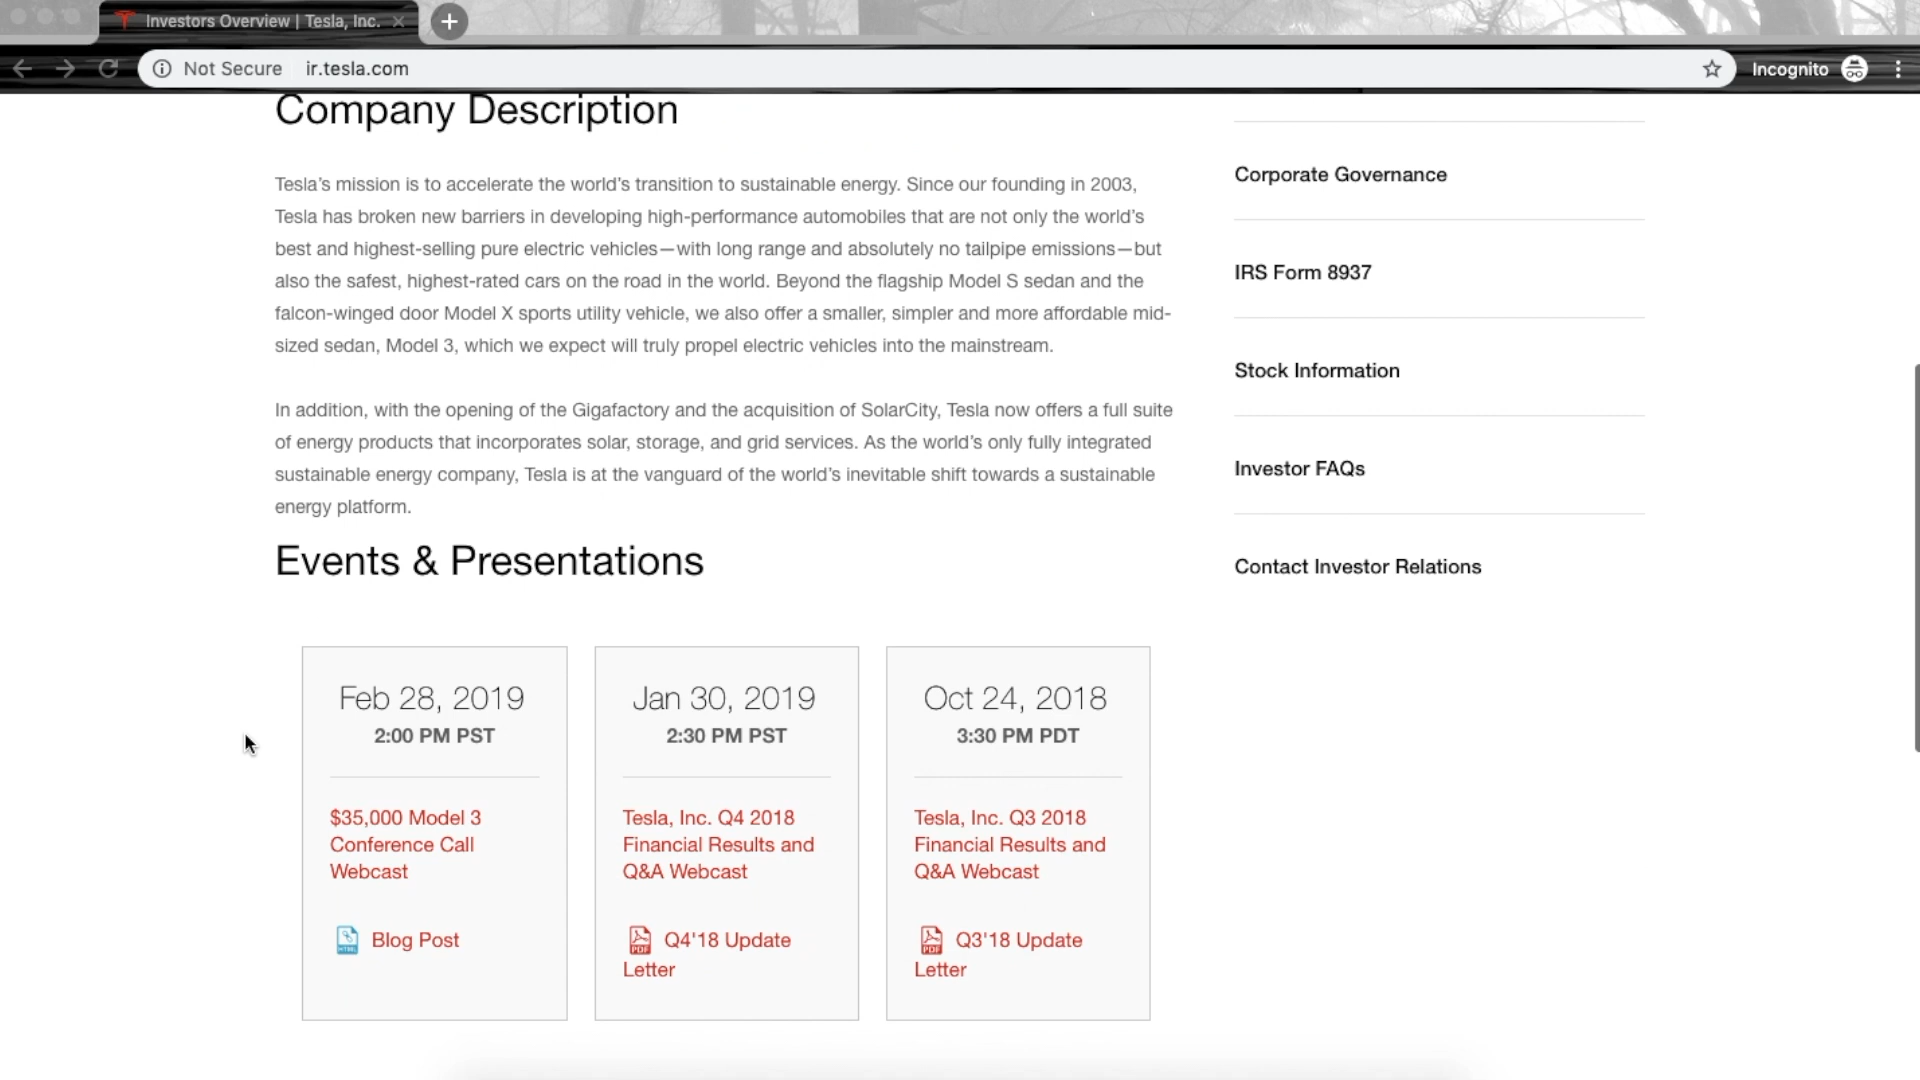 Investors Overview | Tesla, Inc.
Not Secure
ir.tesla.com
Incognito
Company Description
Tesla’s mission is to accelerate the world’s transition to sustainable energy. Since our founding in 2003,
Tesla has broken new barriers in developing high-performance automobiles that are not only the world’s
best and highest-selling pure electric vehicles—with long range and absolutely no tailpipe emissions—but
also the safest, highest-rated cars on the road in the world. Beyond the flagship Model S sedan and the
falcon-winged door Model X sports utility vehicle, we also offer a smaller, simpler and more affordable mid-
sized sedan, Model 3, which we expect will truly propel electric vehicles into the mainstream.
In addition, with the opening of the Gigafactory and the acquisition of SolarCity, Tesla now offers a full suite
of energy products that incorporates solar, storage, and grid services. As the world’s only fully integrated
sustainable energy company, Tesla is at the vanguard of the world’s inevitable shift towards a sustainable
energy platform.
Events & Presentations
Feb 28, 2019
2:00 PM PST
$35,000 Model 3
Conference Call
Webcast
HTML
Blog Post
Jan 30, 2019
2:30 PM PST
Tesla, Inc. Q4 2018
Financial Results and
Q&A Webcast
PDF
Q4'18 Update
Letter
Oct 24, 2018
3:30 PM PDT
Tesla, Inc. Q3 2018
Financial Results and
Q&A Webcast
PDF
Q3'18 Update
Letter
Corporate Governance
IRS Form 8937
Stock Information
Investor FAQs
Contact Investor Relations